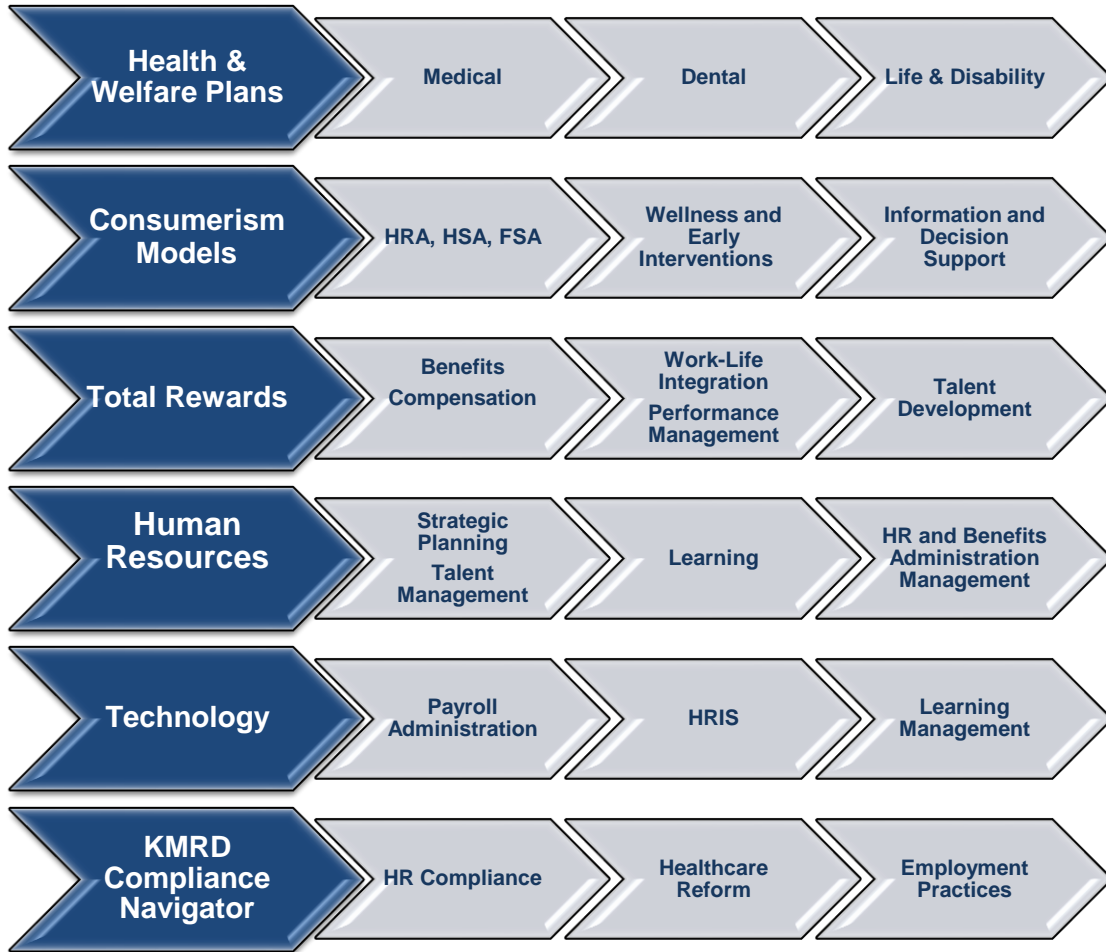 Health &
Welfare Plans
Medical
Dental
Life & Disability
Consumerism
Models
HRA, HSA, FSA
Wellness and
Early
Interventions
Information and
Decision
Support
Total Rewards
Benefits
Compensation
Work-Life
Integration
Performance
Management
Talent
Development
Human
Resources
Strategic
Planning
Talent
Management
Learning
HR and Benefits
Administration
Management
Technology
Payroll
Administration
HRIS
Learning
Management
KMRD
Compliance
Navigator
HR Compliance
Healthcare
Reform
Employment
Practices